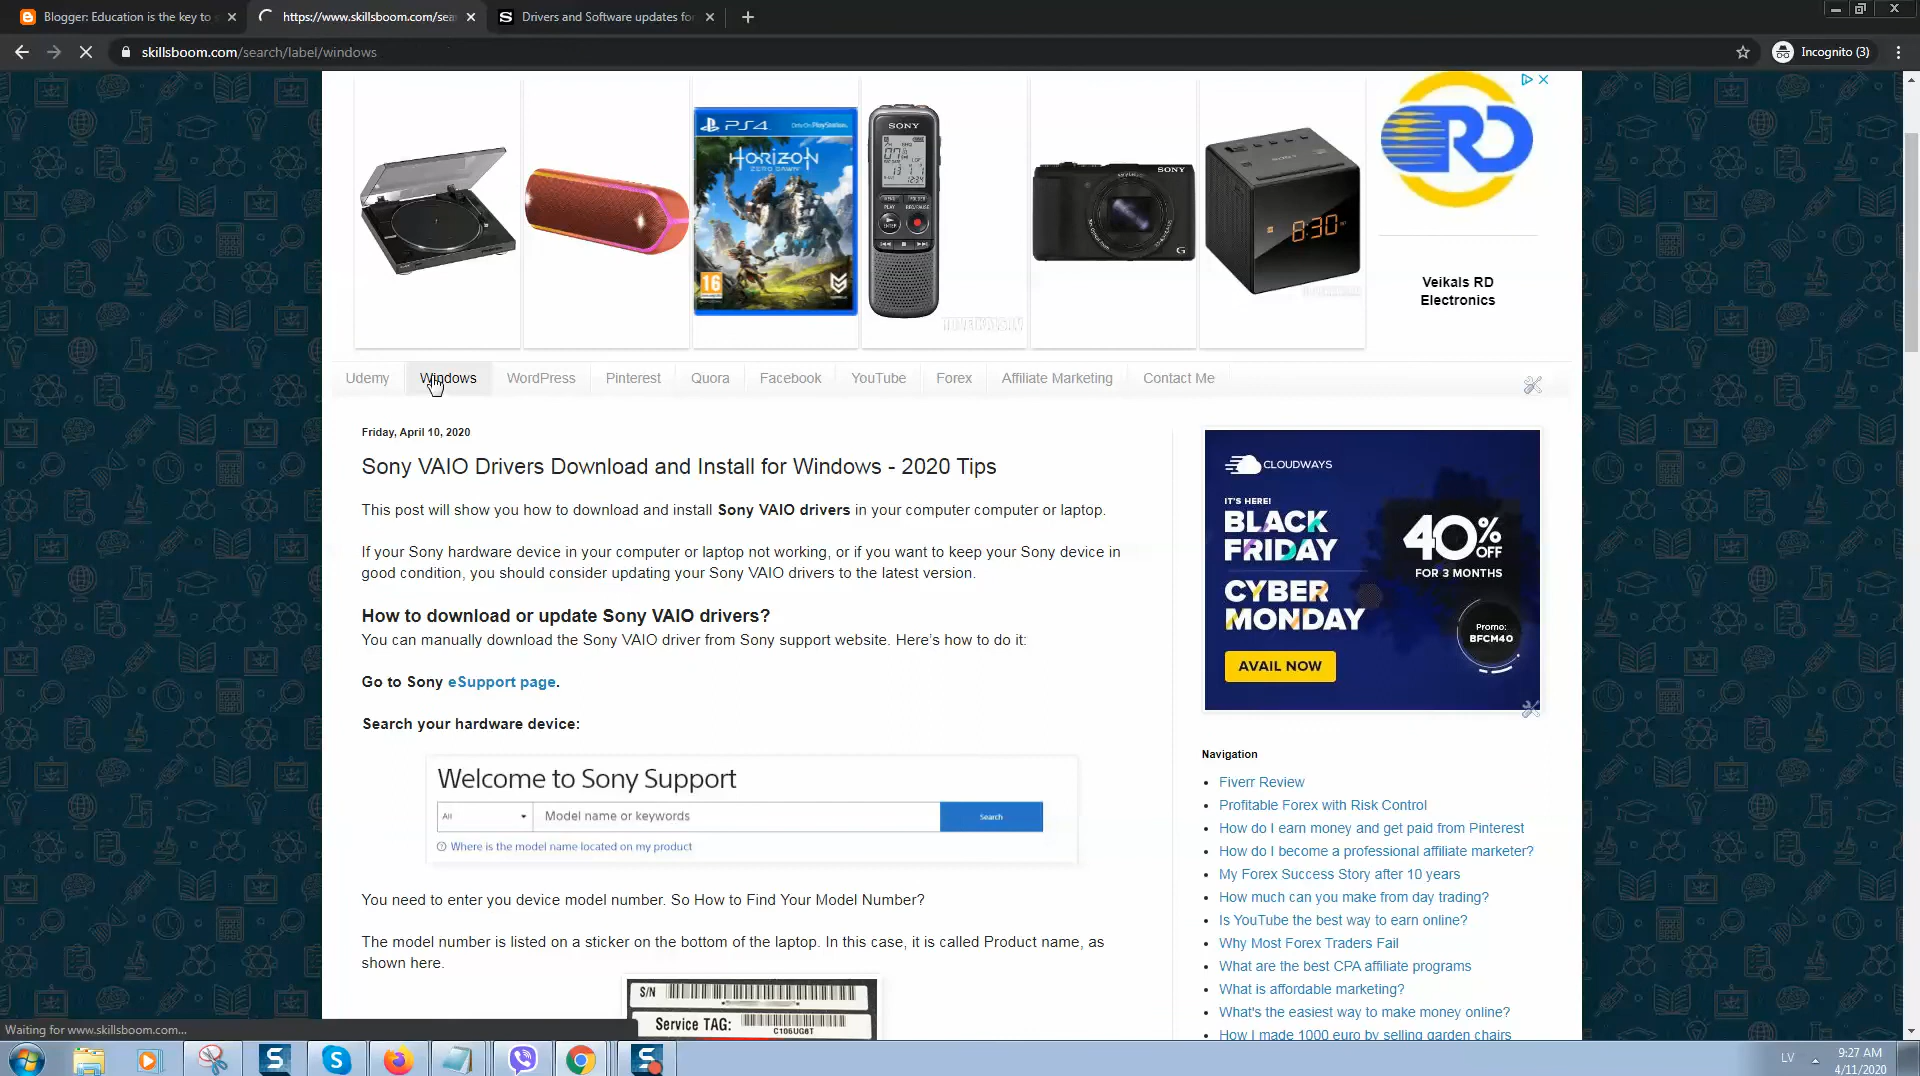 Blogger: Education is the key to
https://www.skillsboom.com/sea
Drivers and Software updates for
skillsboom.com/search/label/windows
Incognito (3)
PS4
HORIZON
ZERO DAWN
16
SONY
SONY
G
8:30
RD
Veikals RD
Electronics
Udemy
Windows
WordPress
Pinterest
Quora
Facebook
YouTube
Forex
Affiliate Marketing
Contact Me
Friday, April 10, 2020
Sony VAIO Drivers Download and Install for Windows - 2020 Tips
This post will show you how to download and install Sony VAIO drivers in your computer computer or laptop.
If your Sony hardware device in your computer or laptop not working, or if you want to keep your Sony device in
good condition, you should consider updating your Sony VAIO drivers to the latest version.
How to download or update Sony VAIO drivers?
You can manually download the Sony VAIO driver from Sony support website. Here's how to do it:
Go to Sony eSupport page.
Search your hardware device:
Welcome to Sony Support
All
Model name or keywords
Search
Where is the model name located on my product
You need to enter you device model number. So How to Find Your Model Number?
The model number is listed on a sticker on the bottom of the laptop. In this case, it is called Product name, as
shown here.
S/N
Service TAG:
C106UG6T
CLOUDWAYS
IT'S HERE!
BLACK
FRIDAY
CYBER
MONDAY
40% OFF
FOR 3 MONTHS
Promo:
BFCM40
AVAIL NOW
Navigation
Fiverr Review
Profitable Forex with Risk Control
How do I earn money and get paid from Pinterest
How do I become a professional affiliate marketer?
My Forex Success Story after 10 years
How much can you make from day trading?
Is YouTube the best way to earn online?
Why Most Forex Traders Fail
What are the best CPA affiliate programs
What is affordable marketing?
What's the easiest way to make money online?
How I made 1000 euro by selling garden chairs
Waiting for www.skillsboom.com...
LV
9:27 AM
4/11/2020